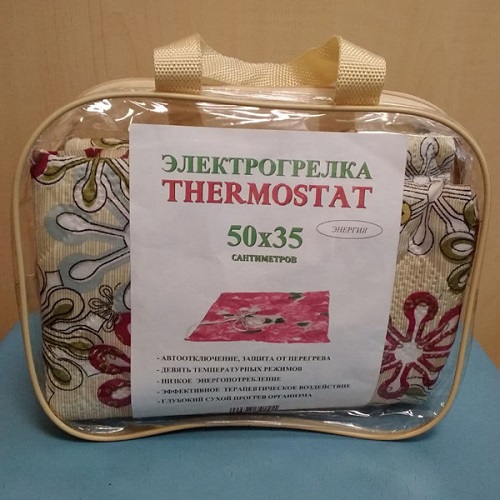 ЭЛЕКТРОГРЕЛКА
THERMOSTAT
50x35
САНТИМЕТРОВ
ЭНЕРГИЯ
- АВТООТКЛЮЧЕНИЕ, ЗАЩИТА ОТ ПЕРЕГРЕВА
- ДЕВЯТЬ ТЕМПЕРАТУРНЫХ РЕЖИМОВ
- НИЗКОЕ ЭНЕРГОПОТРЕБЛЕНИЕ
- ЭФФЕКТИВНОЕ ТЕРАПЕВТИЧЕСКОЕ ВОЗДЕЙСТВИЕ
- ГЛУБОКИЙ СУХОЙ ПРОГРЕВ ОРГАНИЗМА